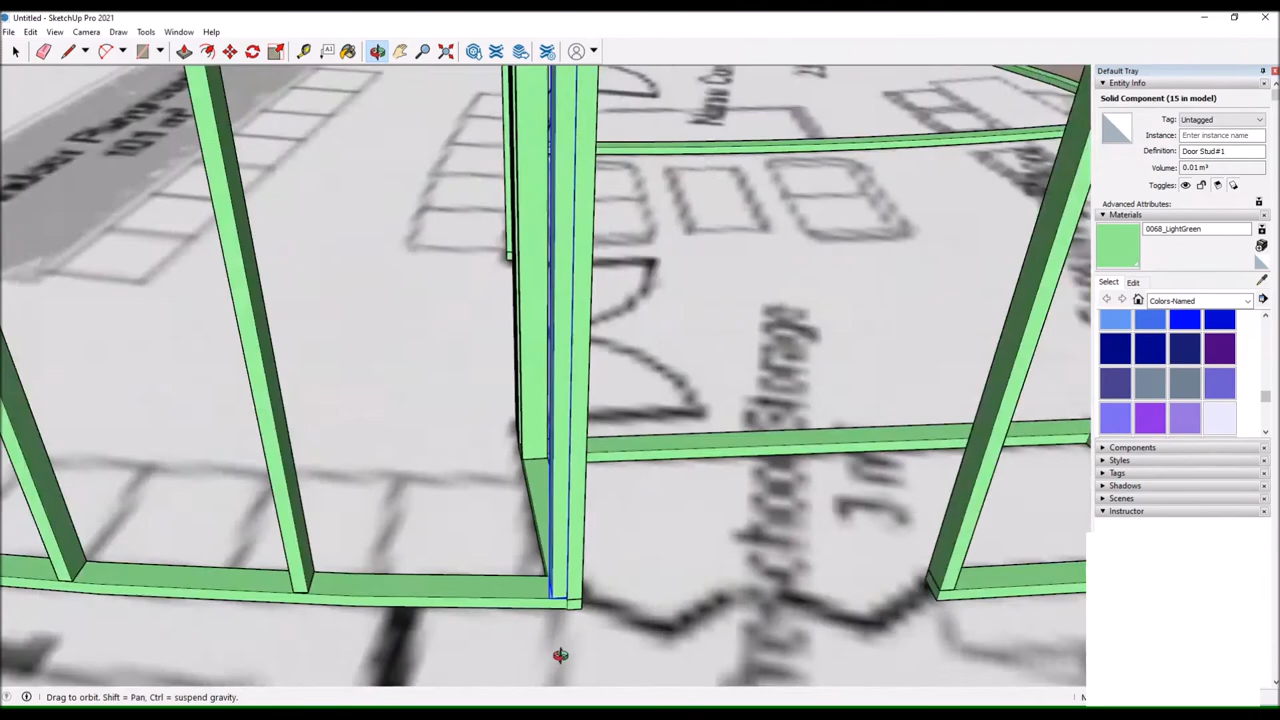 Untitled - SketchUp Pro 2021
File Edit View Camera Draw Tools Window Help
Default Tray
Entity Info
Solid Component (15 in model)
Tag: Untagged
Instance: Enter instance name
Definition: Door Stud#1
Volume: 0.01 m³
Toggles:
Advanced Attributes:
Materials
0068_LightGreen
Select Edit
Colors-Named
Components
Styles
Tags
Shadows
Scenes
Instructor
Drag to orbit. Shift = Pan, Ctrl = suspend gravity.